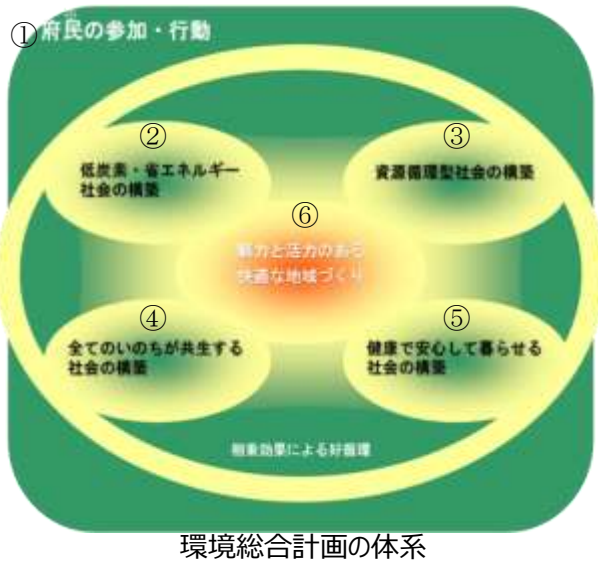 ①府民の参加・行動
②
低炭素・省エネルギー
社会の構築
③
資源循環型社会の構築
⑥
魅力と活力のある
快適な地域づくり
④
全てのいのちが共生する
社会の構築
⑤
健康で安心して暮らせる
社会の構築
相乗効果による好循環
環境総合計画の体系